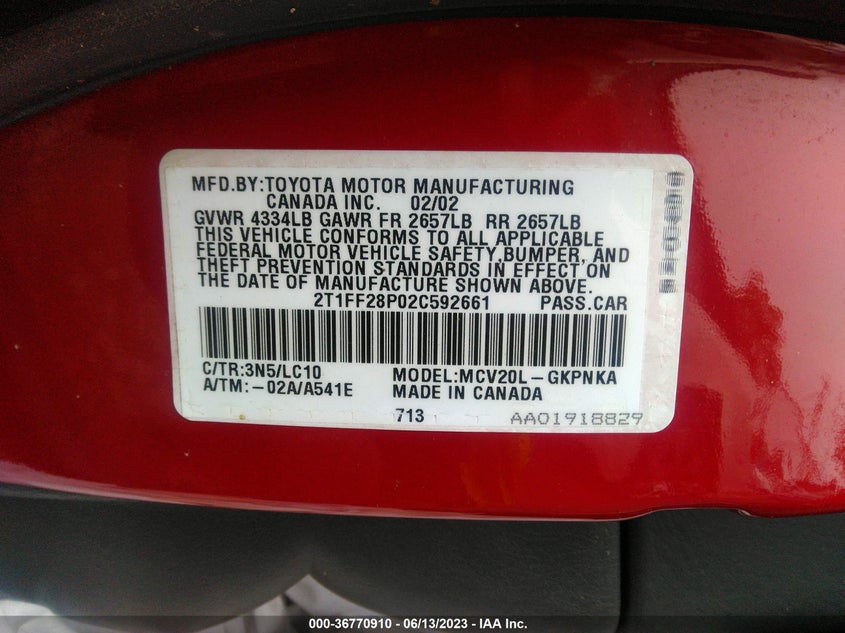 MFD.BY:TOYOTA MOTOR MANUFACTURING
CANADA INC. 02/02
GVWR 4334LB GAWR FR 2657LB RR 2657LB
THIS VEHICLE CONFORMS TO ALL APPLICABLE
FEDERAL MOTOR VEHICLE SAFETY,BUMPER, AND
THEFT PREVENTION STANDARDS IN EFFECT ON
THE DATE OF MANUFACTURE SHOWN ABOVE.
2T1FF28P02C592661 PASS.CAR
C/TR:3N5/LC10 MODEL:MCV20L-GKPNKA
A/TM:-02A/A541E MADE IN CANADA
713 AA01918829
000-36770910 - 06/13/2023 - IAA Inc.